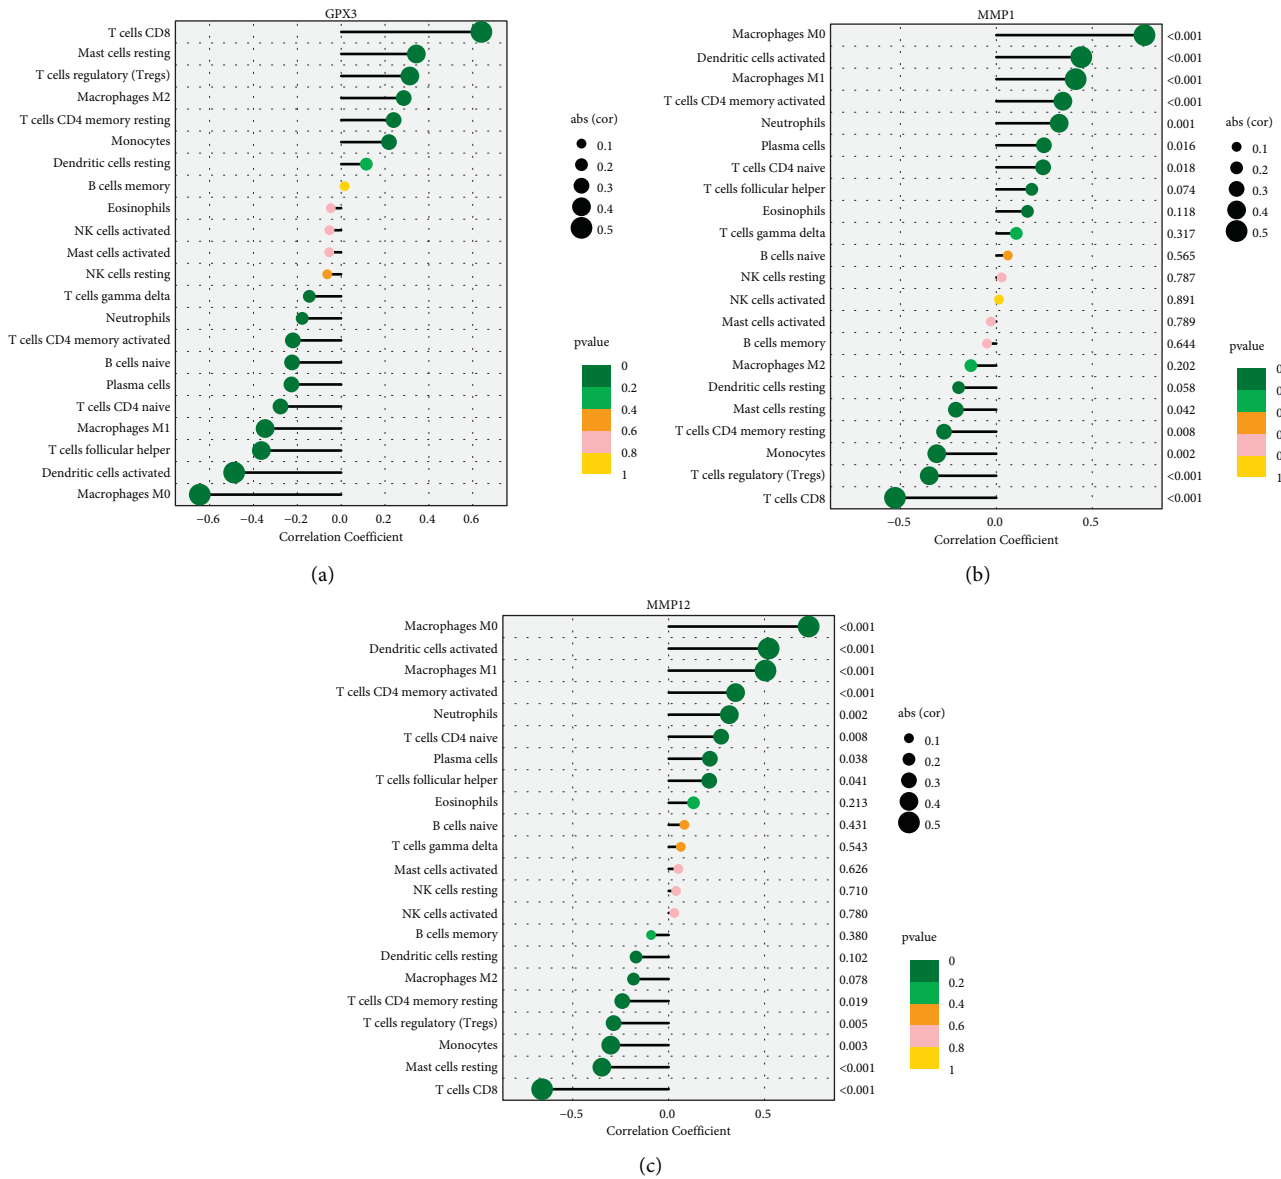 GPX3
T cells CD8
Mast cells resting
T cells regulatory (Tregs)
Macrophages M2
T cells CD4 memory resting
Monocytes
Dendritic cells resting
B cells memory
Eosinophils
NK cells activated
Mast cells activated
NK cells resting
T cells gamma delta
Neutrophils
T cells CD4 memory activated
B cells naive
Plasma cells
T cells CD4 naive
Macrophages M1
T cells follicular helper
Dendritic cells activated
Macrophages M0
−0.6 −0.4 −0.2 0.0 0.2 0.4 0.6
Correlation Coefficient
abs (cor)
0.1
0.2
0.3
0.4
0.5
pvalue
0
0.2
0.4
0.6
0.8
1
(a)
MMP1
Macrophages M0 <0.001
Dendritic cells activated <0.001
Macrophages M1 <0.001
T cells CD4 memory activated <0.001
Neutrophils 0.001
Plasma cells 0.016
T cells CD4 naive 0.018
T cells follicular helper 0.074
Eosinophils 0.118
T cells gamma delta 0.317
B cells naive 0.565
NK cells resting 0.787
NK cells activated 0.891
Mast cells activated 0.789
B cells memory 0.644
Macrophages M2 0.202
Dendritic cells resting 0.058
Mast cells resting 0.042
T cells CD4 memory resting 0.008
Monocytes 0.002
T cells regulatory (Tregs) <0.001
T cells CD8 <0.001
−0.5 0.0 0.5
Correlation Coefficient
abs (cor)
0.1
0.2
0.3
0.4
0.5
pvalue
1
(b)
MMP12
Macrophages M0 <0.001
Dendritic cells activated <0.001
Macrophages M1 <0.001
T cells CD4 memory activated <0.001
Neutrophils 0.002
T cells CD4 naive 0.008
Plasma cells 0.038
T cells follicular helper 0.041
Eosinophils 0.213
B cells naive 0.431
T cells gamma delta 0.543
Mast cells activated 0.626
NK cells resting 0.710
NK cells activated 0.780
B cells memory 0.380
Dendritic cells resting 0.102
Macrophages M2 0.078
T cells CD4 memory resting 0.019
T cells regulatory (Tregs) 0.005
Monocytes 0.003
Mast cells resting <0.001
T cells CD8 <0.001
−0.5 0.0 0.5
Correlation Coefficient
abs (cor)
0.1
0.2
0.3
0.4
0.5
pvalue
0
0.2
0.4
0.6
0.8
1
(c)